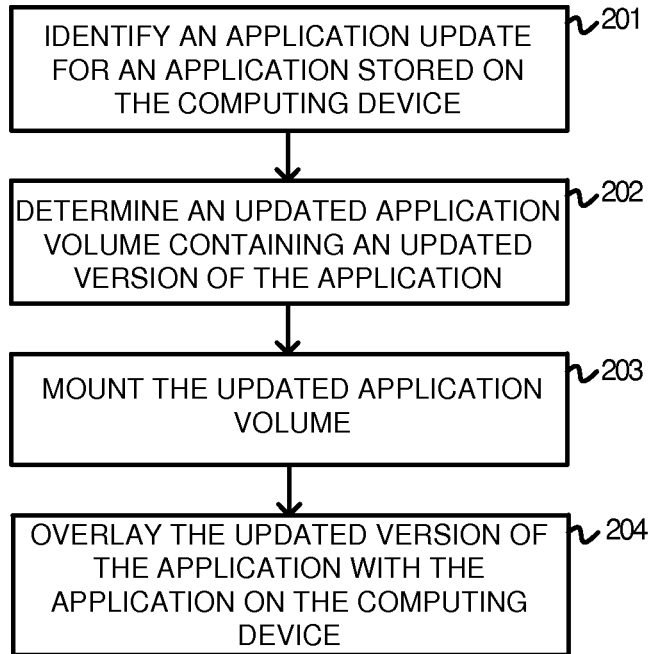 IDENTIFY AN APPLICATION UPDATE
FOR AN APPLICATION STORED ON
THE COMPUTING DEVICE
201
DETERMINE AN UPDATED APPLICATION
VOLUME CONTAINING AN UPDATED
VERSION OF THE APPLICATION
202
MOUNT THE UPDATED APPLICATION
VOLUME
203
OVERLAY THE UPDATED VERSION OF
THE APPLICATION WITH THE
APPLICATION ON THE COMPUTING
DEVICE
204